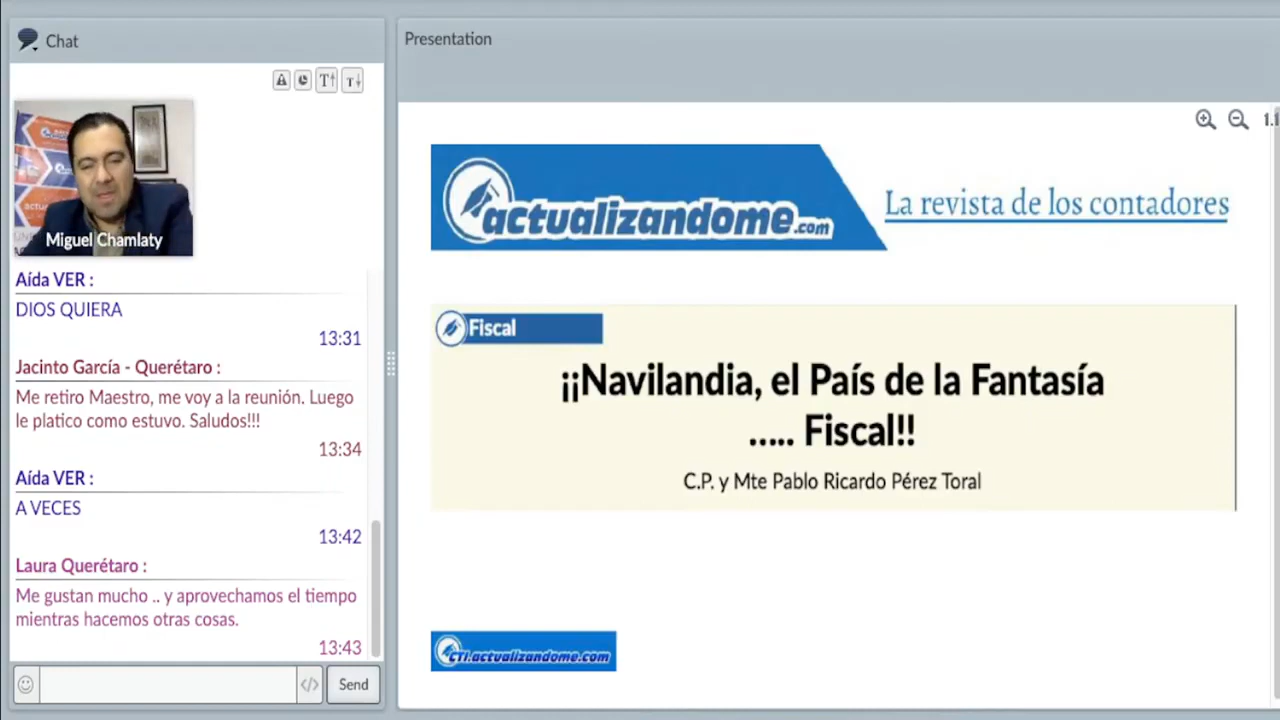 Chat
Miguel Chamlaty
Aída VER :
DIOS QUIERA
13:31
Jacinto García - Querétaro :
Me retiro Maestro, me voy a la reunión. Luego
le platico como estuvo. Saludos!!!
13:34
Aída VER :
A VECES
13:42
Laura Querétaro :
Me gustan mucho .. y aprovechamos el tiempo
mientras hacemos otras cosas.
13:43
Send
Presentation
actualizandome.com
La revista de los contadores
Fiscal
¡¡Navilandia, el País de la Fantasía
..... Fiscal!!
C.P. y Mte Pablo Ricardo Pérez Toral
CTI.actualizandome.com